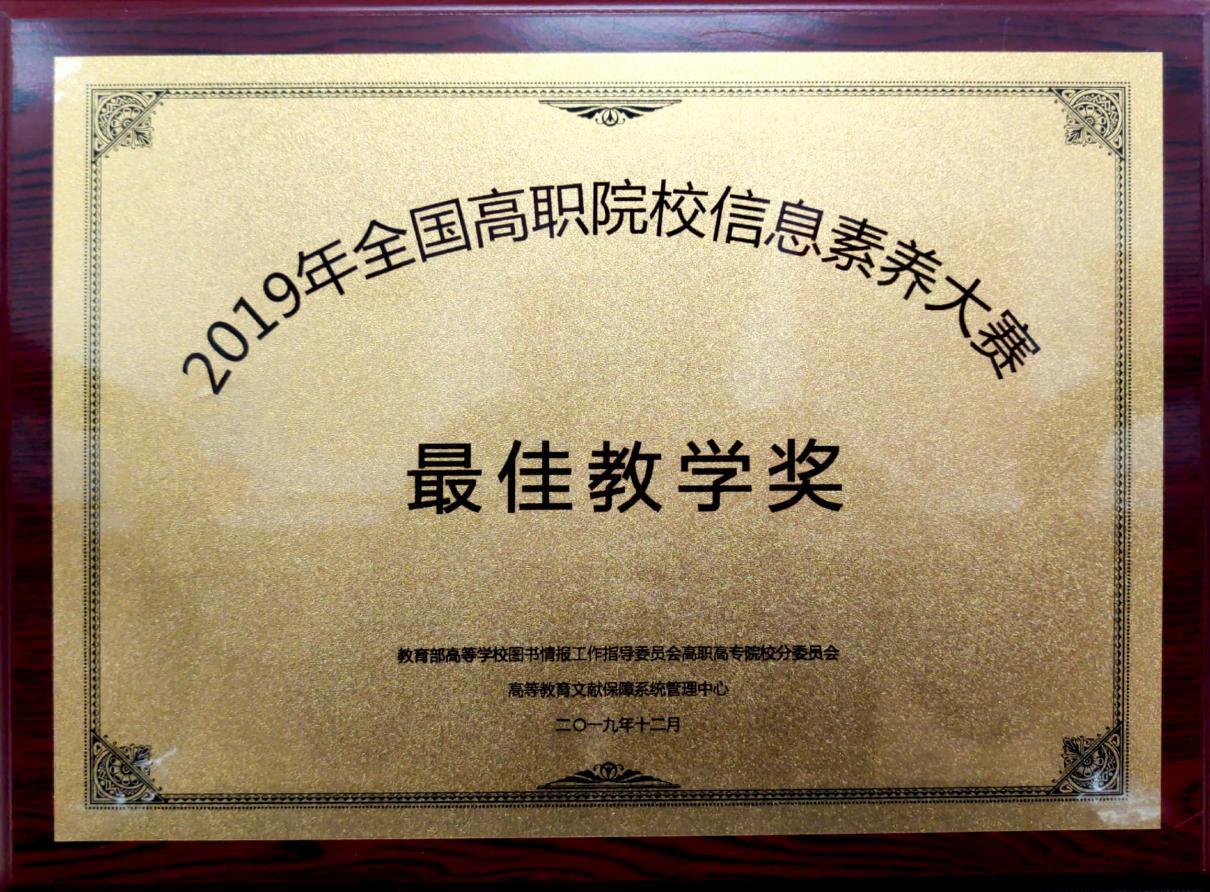 2019年全国高职院校信息素养大赛
最佳教学奖
教育部高等学校图书情报工作指导委员会高职高专院校分委员会
高等教育文献保障系统管理中心
二〇一九年十二月